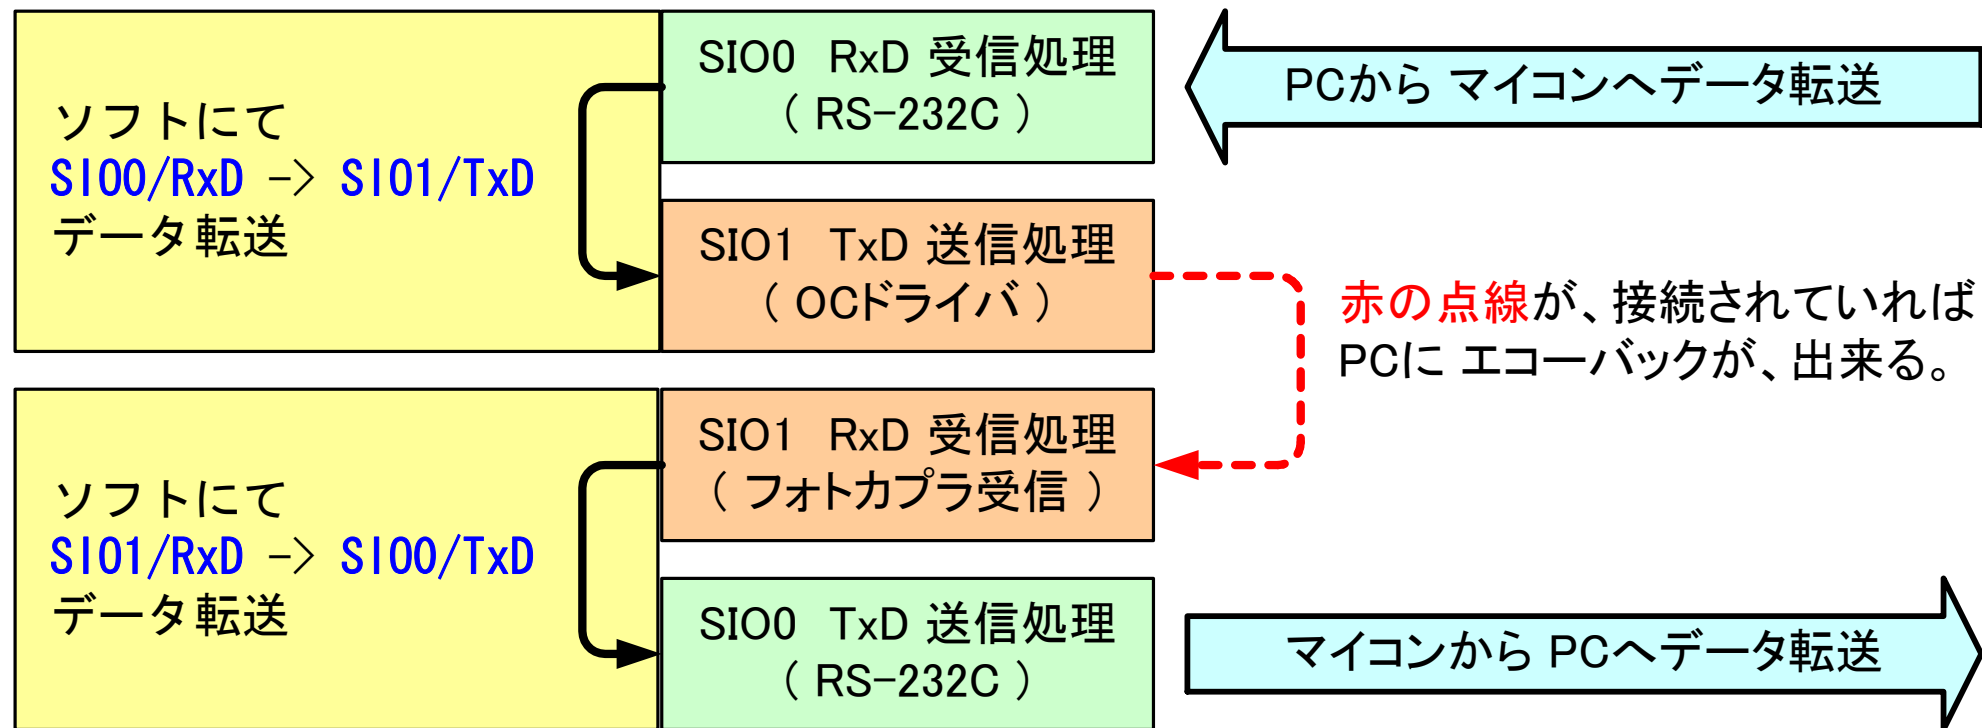 ソフトにて
SIO0/RxD -> SIO1/TxD
データ転送
SIO0 RxD 受信処理
( RS-232C )
PCから マイコンへデータ転送
SIO1 TxD 送信処理
( OCドライバ )
赤の点線が、接続されていれば
PCに エコーバックが、出来る。
ソフトにて
SIO1/RxD -> SIO0/TxD
データ転送
SIO1 RxD 受信処理
( フォトカプラ受信 )
SIO0 TxD 送信処理
( RS-232C )
マイコンから PCへデータ転送